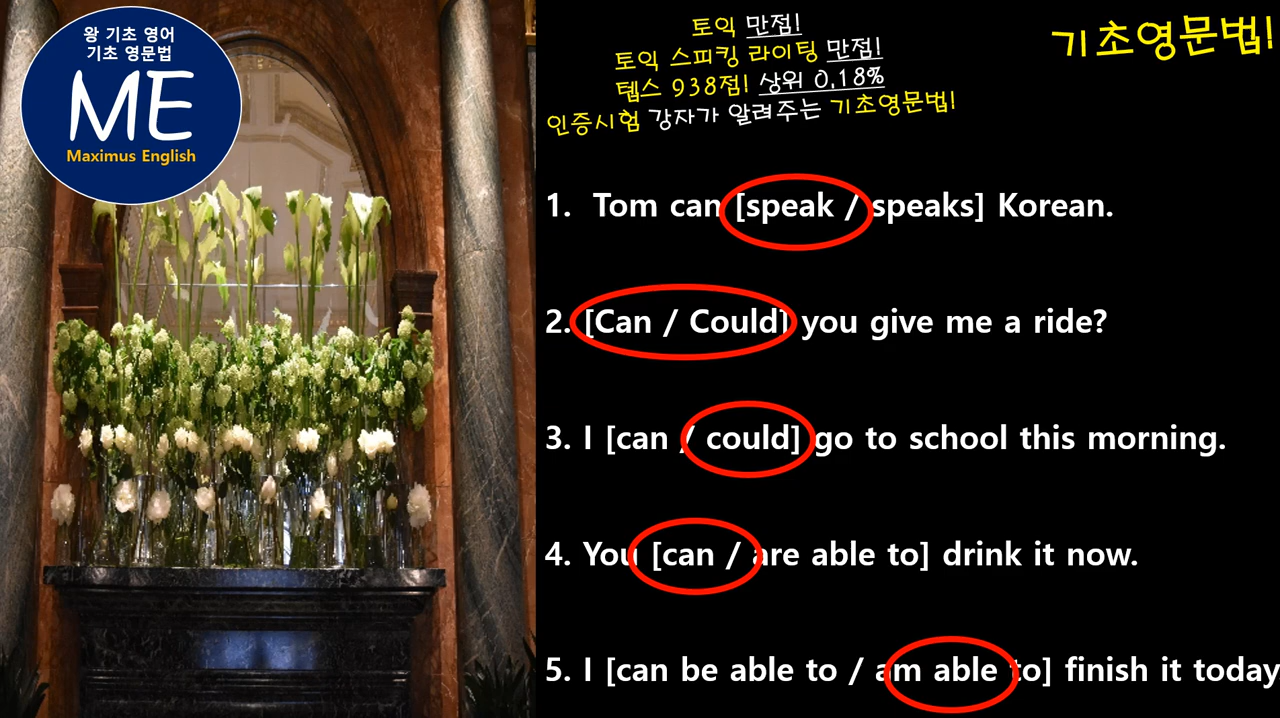 왕 기초 영어
기초 영문법
ME
Maximus English
토익 만점!
토익 스피킹 라이팅 만점!
텝스 938점! 상위 0.18%
인증시험 강자가 알려주는 기초영문법!
기초영문법!
1. Tom can [speak / speaks] Korean.
2. [Can / Could] you give me a ride?
3. I [can / could] go to school this morning.
4. You [can / are able to] drink it now.
5. I [can be able to / am able to] finish it today